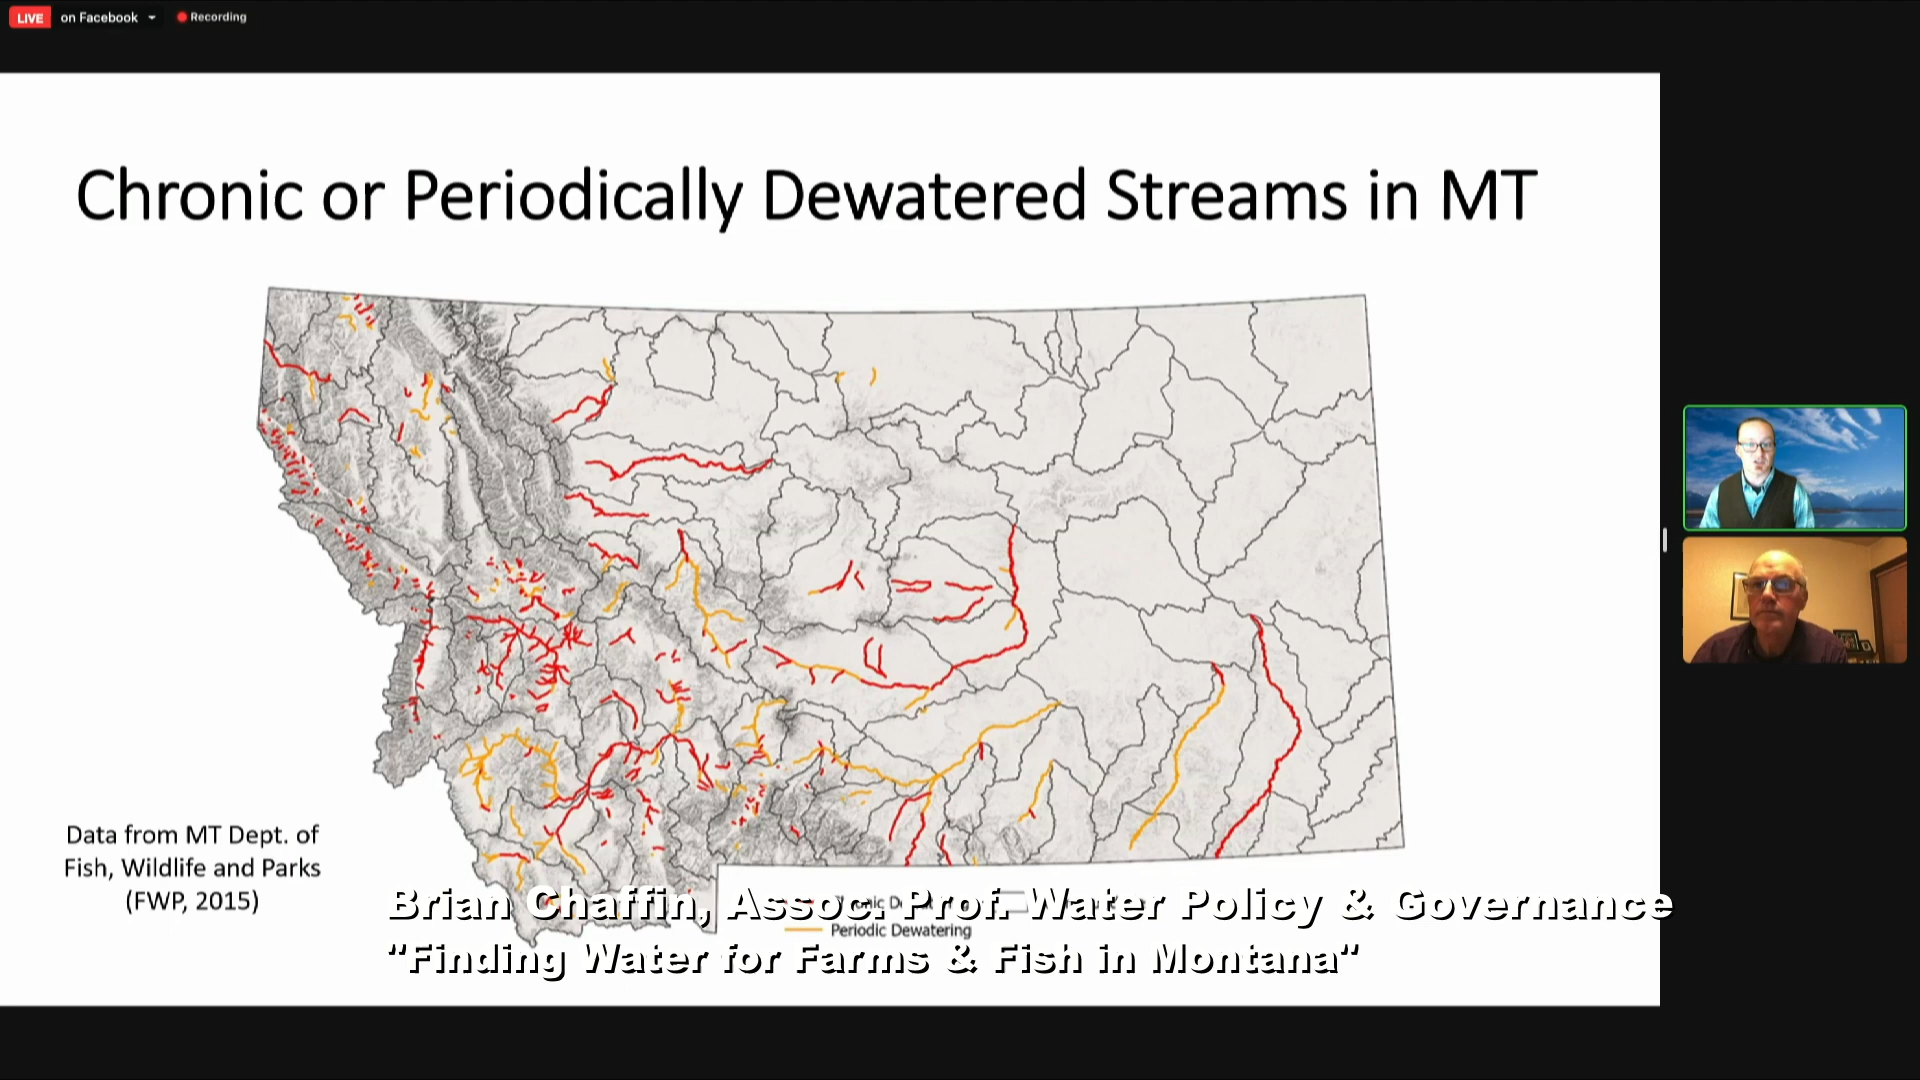 LIVE on Facebook Recording
Chronic or Periodically Dewatered Streams in MT
Data from MT Dept. of
Fish, Wildlife and Parks
(FWP, 2015)
Brian Chaffin, Assoc. Prof. Water Policy & Governance
Periodic Dewatering
"Finding Water for Farms & Fish in Montana"